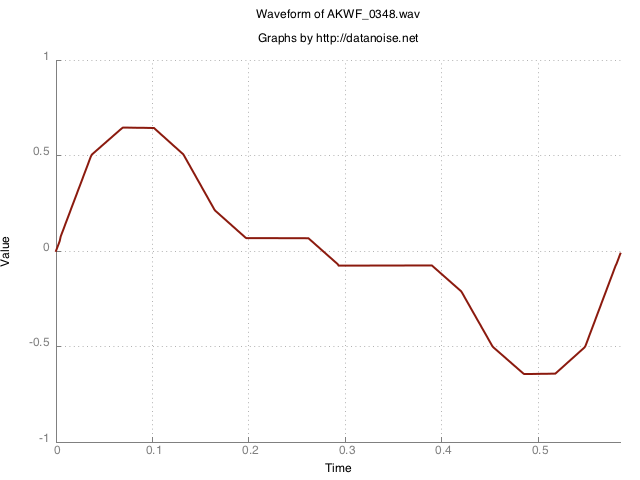 Waveform of AKWF_0348.wav
Graphs by http://datanoise.net
1
0.5
0
-0.5
-1
Value
0 0.1 0.2 0.3 0.4 0.5
Time